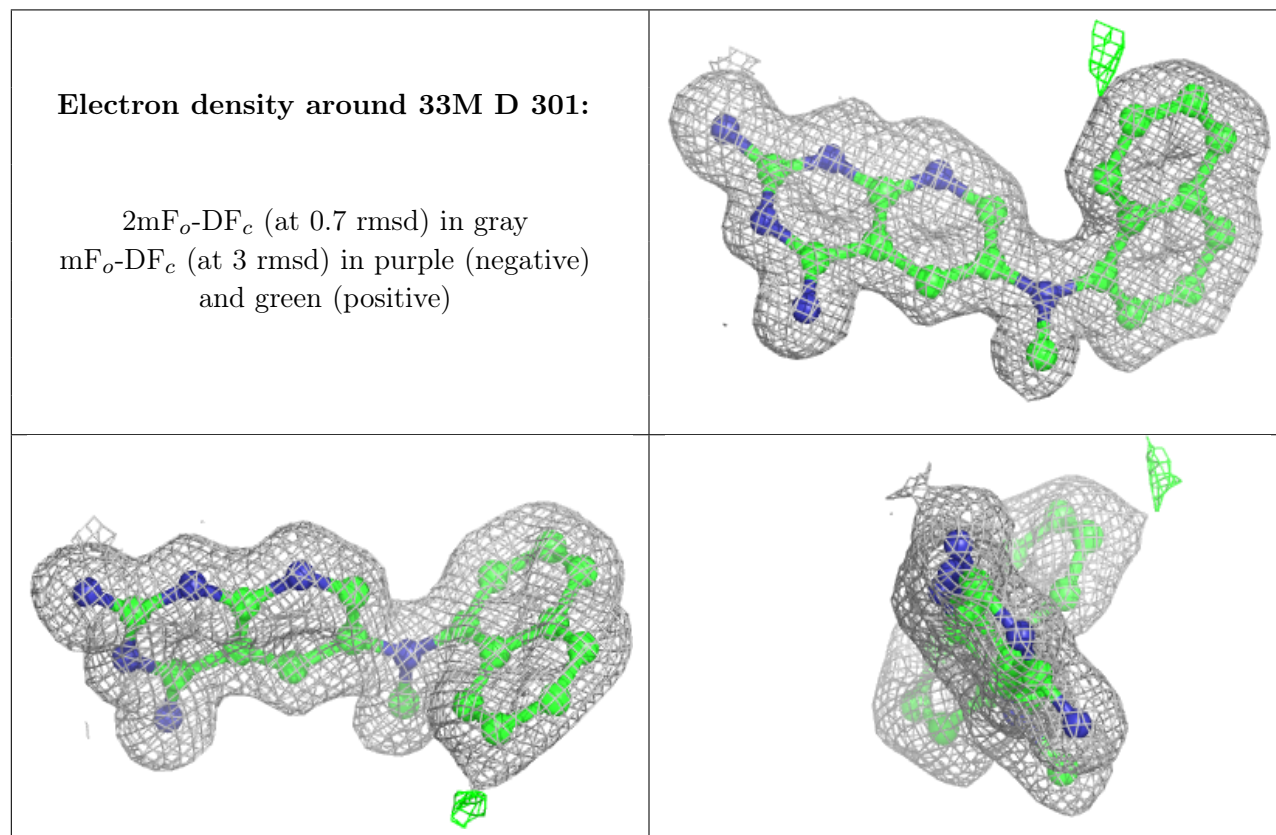 Electron density around 33M D 301:
2mFₒ-DF𝒸 (at 0.7 rmsd) in gray
mFₒ-DF𝒸 (at 3 rmsd) in purple (negative)
and green (positive)